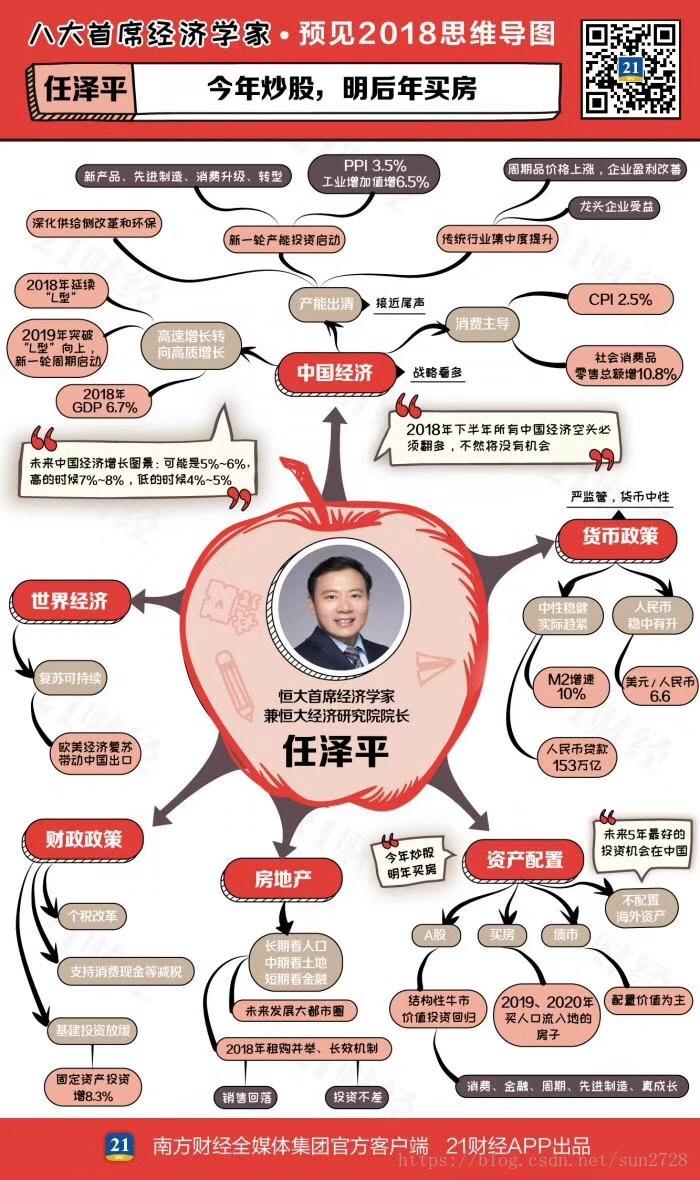 八大首席经济学家·预见2018思维导图
21
任泽平
今年炒股，明后年买房
新产品、先进制造、消费升级、转型
PPI 3.5%
工业增加值增6.5%
周期品价格上涨，企业盈利改善
龙头企业受益
深化供给侧改革和环保
新一轮产能投资启动
传统行业集中度提升
2018年延续
“L型”
产能出清
接近尾声
消费主导
CPI 2.5%
2019年突破
“L型”向上，
新一轮周期启动
高速增长转
向高质增长
中国经济
战略看多
社会消费品
零售总额增10.8%
2018年
GDP 6.7%
未来中国经济增长图景：可能是5%~6%，
高的时候7%~8%，低的时候4%~5%
2018年下半年所有中国经济空头必
须翻多，不然将没有机会
严监管，货币中性
货币政策
中性稳健
实际趋紧
人民币
稳中有升
M2增速
10%
美元/人民币
6.6
人民币贷款
153万亿
世界经济
复苏可持续
欧美经济复苏
带动中国出口
恒大首席经济学家
兼恒大经济研究院院长
任泽平
财政政策
个税改革
支持消费现金等减税
基建投资放缓
固定资产投资
增8.3%
房地产
长期看人口
中期看土地
短期看金融
未来发展大都市圈
2018年租购并举、长效机制
销售回落
投资不差
今年炒股
明年买房
资产配置
未来5年最好的
投资机会在中国
不配置
海外资产
A股
买房
债市
结构性牛市
价值投资回归
2019、2020年
买人口流入地的
房子
配置价值为主
消费、金融、周期、先进制造、真成长
21
南方财经全媒体集团官方客户端 21财经APP出品
https://blog.csdn.net/sun2728